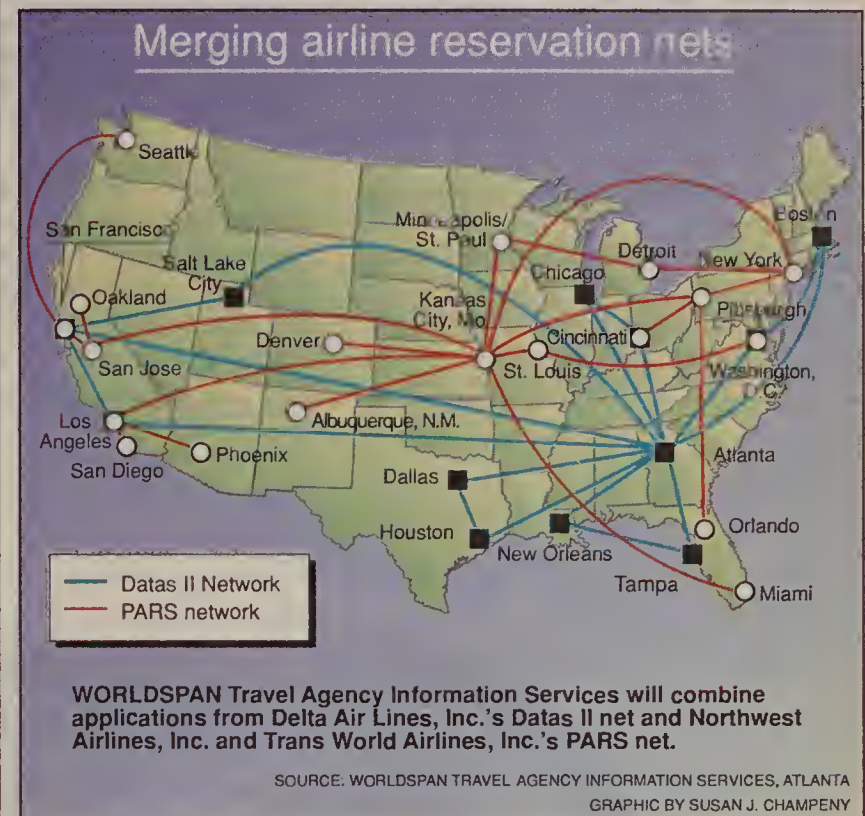 Merging airline reservation nets
Seattle
San Francisco
Salt Lake
City
Oakland
San Jose
Los
Angeles
San Diego
Phoenix
Denver
Albuquerque, N.M.
Minneapolis/
St. Paul
Kansas
City, Mo.
Chicago
Detroit
New York
Boston
Pittsburgh
Cincinnati
St. Louis
Washington,
D.C.
Atlanta
Dallas
Houston
New Orleans
Tampa
Orlando
Miami
Datas II Network
PARS network
WORLDSPAN Travel Agency Information Services will combine
applications from Delta Air Lines, Inc.'s Datas II net and Northwest
Airlines, Inc. and Trans World Airlines, Inc.'s PARS net.
SOURCE: WORLDSPAN TRAVEL AGENCY INFORMATION SERVICES, ATLANTA
GRAPHIC BY SUSAN J. CHAMPENY